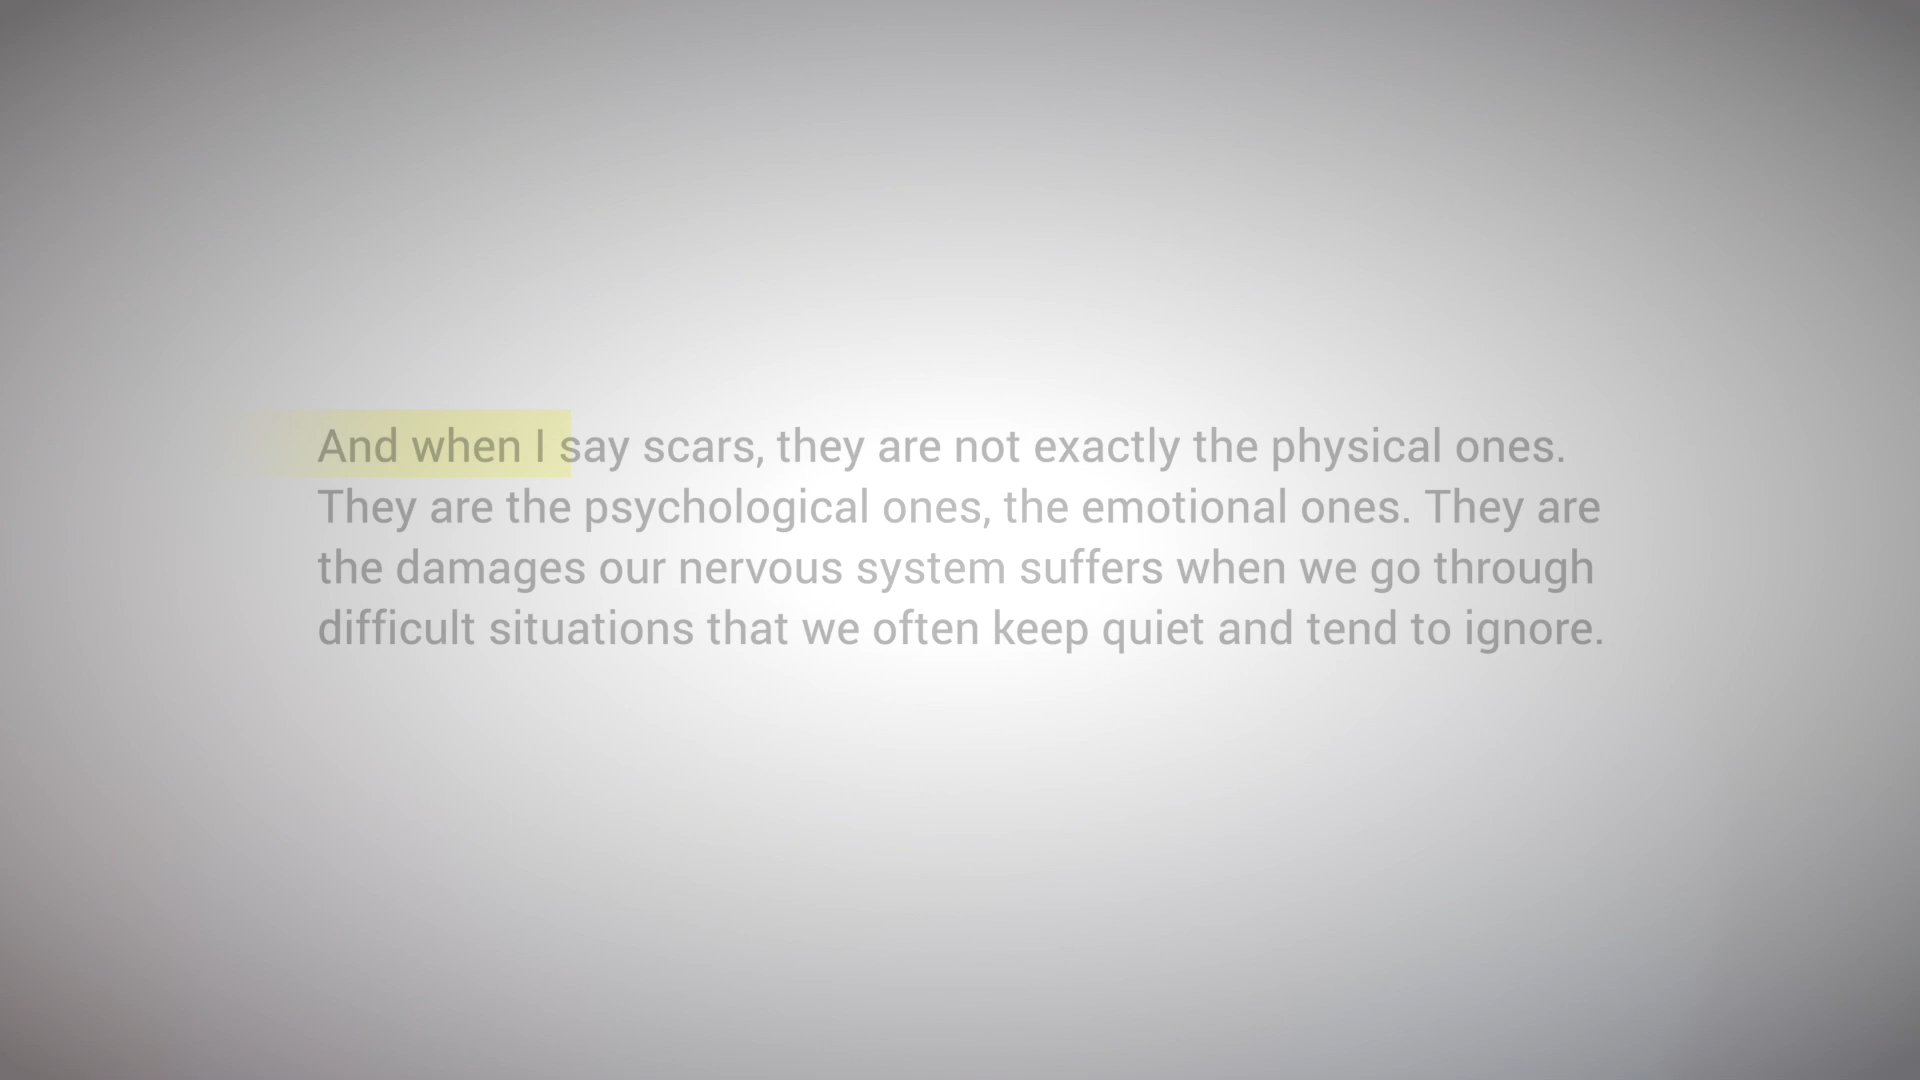 And when I say scars, they are not exactly the physical ones.
They are the psychological ones, the emotional ones. They are
the damages our nervous system suffers when we go through
difficult situations that we often keep quiet and tend to ignore.